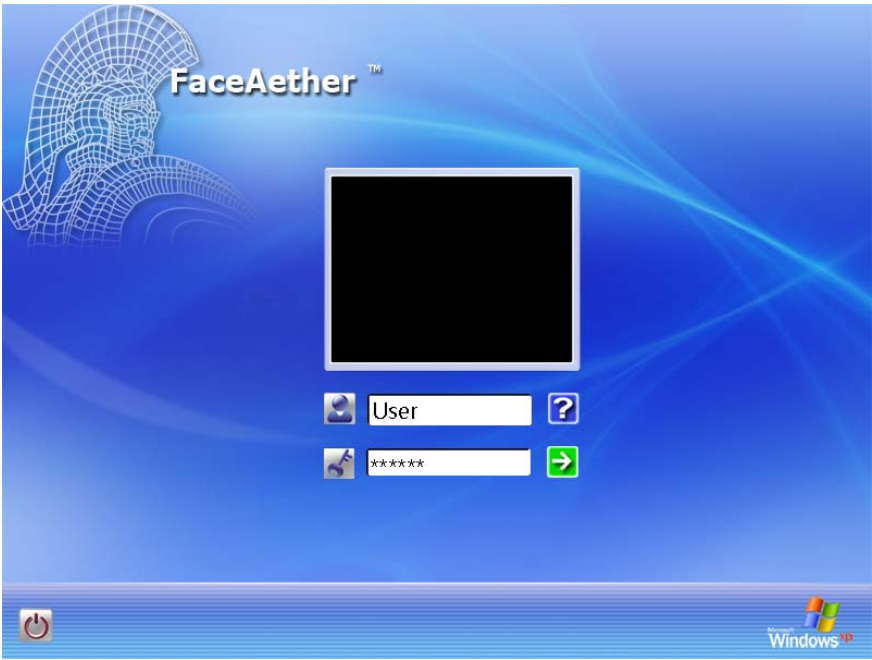 FaceAether ™
User
?
******
Microsoft
Windows xp